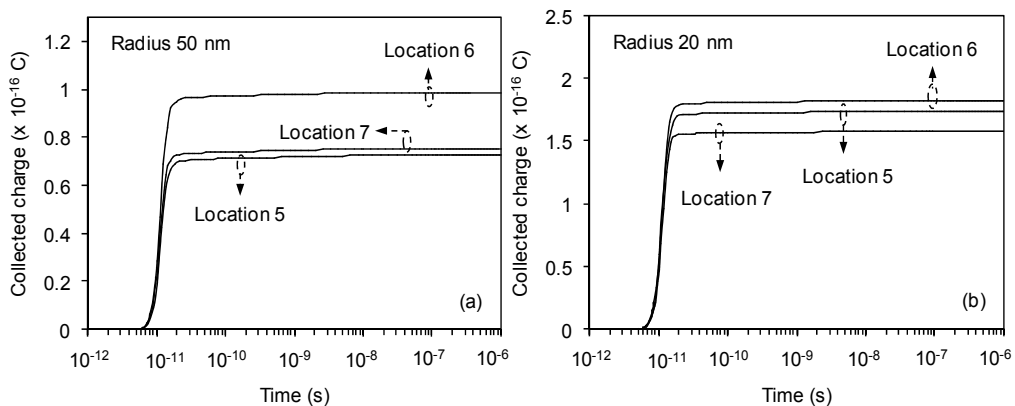 Radius 50 nm
Location 6
Location 7
Location 5
(a)
1.2
1
0.8
0.6
0.4
0.2
0
Collected charge (x 10-16 C)
10-12
10-11
10-10
10-9
10-8
10-7
10-6
Time (s)
Radius 20 nm
Location 6
Location 5
Location 7
(b)
2.5
2
1.5
1
0.5
0
Collected charge (x 10-16 C)
10-12
10-11
10-10
10-9
10-8
10-7
10-6
Time (s)